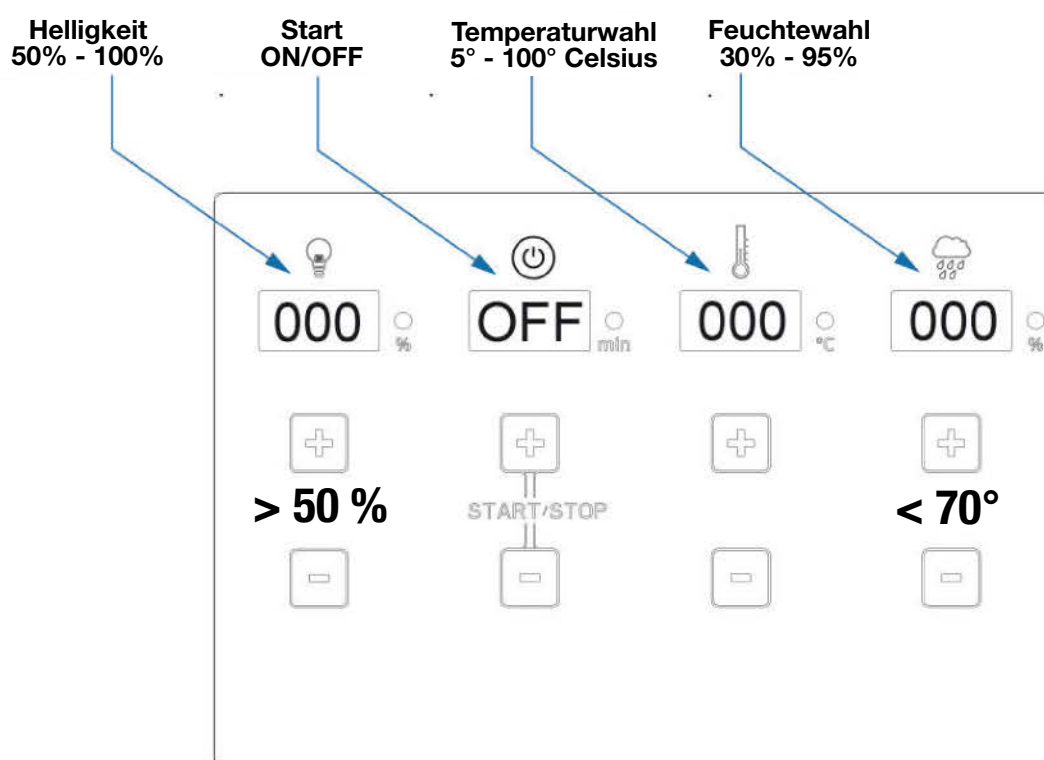 Helligkeit
50% - 100%
Start
ON/OFF
Temperaturwahl
5° - 100° Celsius
Feuchtewahl
30% - 95%
000
%
OFF
min
000
°C
000
%
> 50 %
START/STOP
< 70°